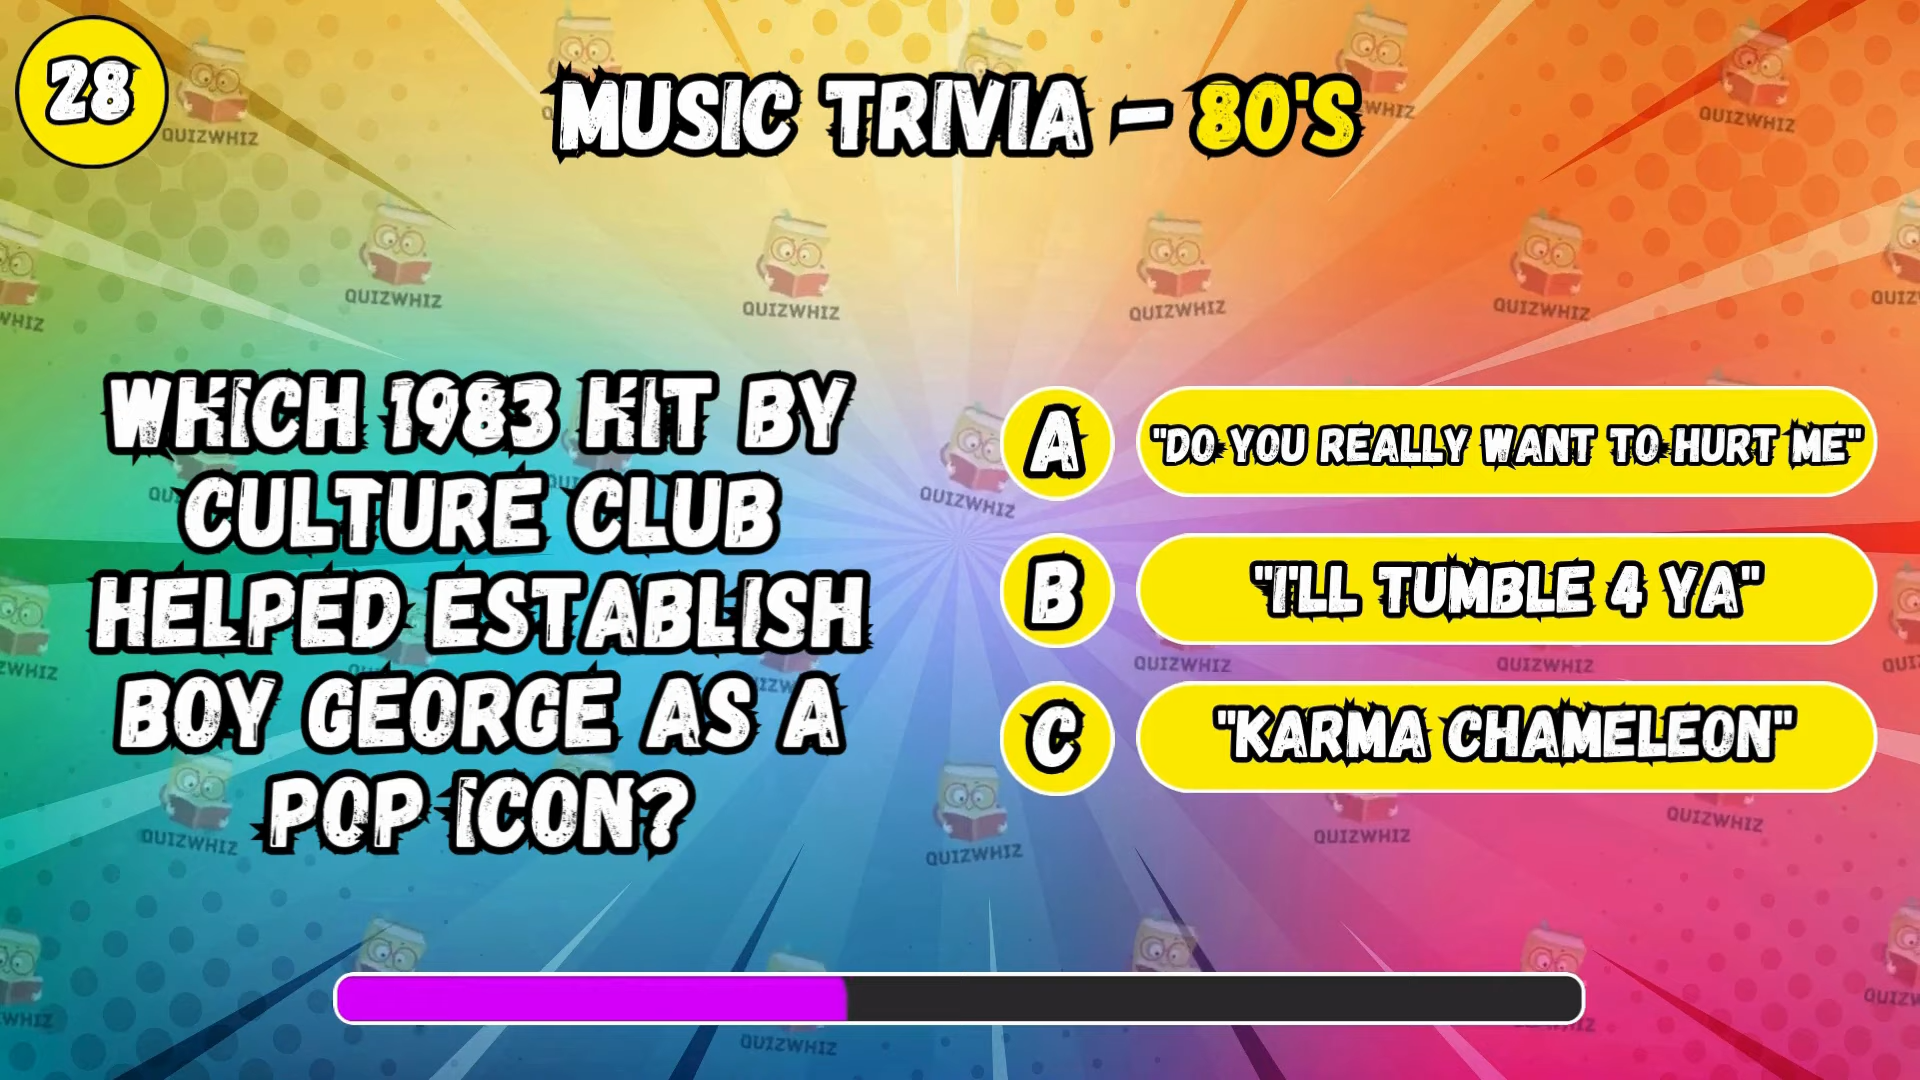 28
MUSIC TRIVIA - 80'S
WHICH 1983 HIT BY
CULTURE CLUB
HELPED ESTABLISH
BOY GEORGE AS A
POP ICON?
A "DO YOU REALLY WANT TO HURT ME"
B "I'LL TUMBLE 4 YA"
C "KARMA CHAMELEON"
QUIZWHIZ